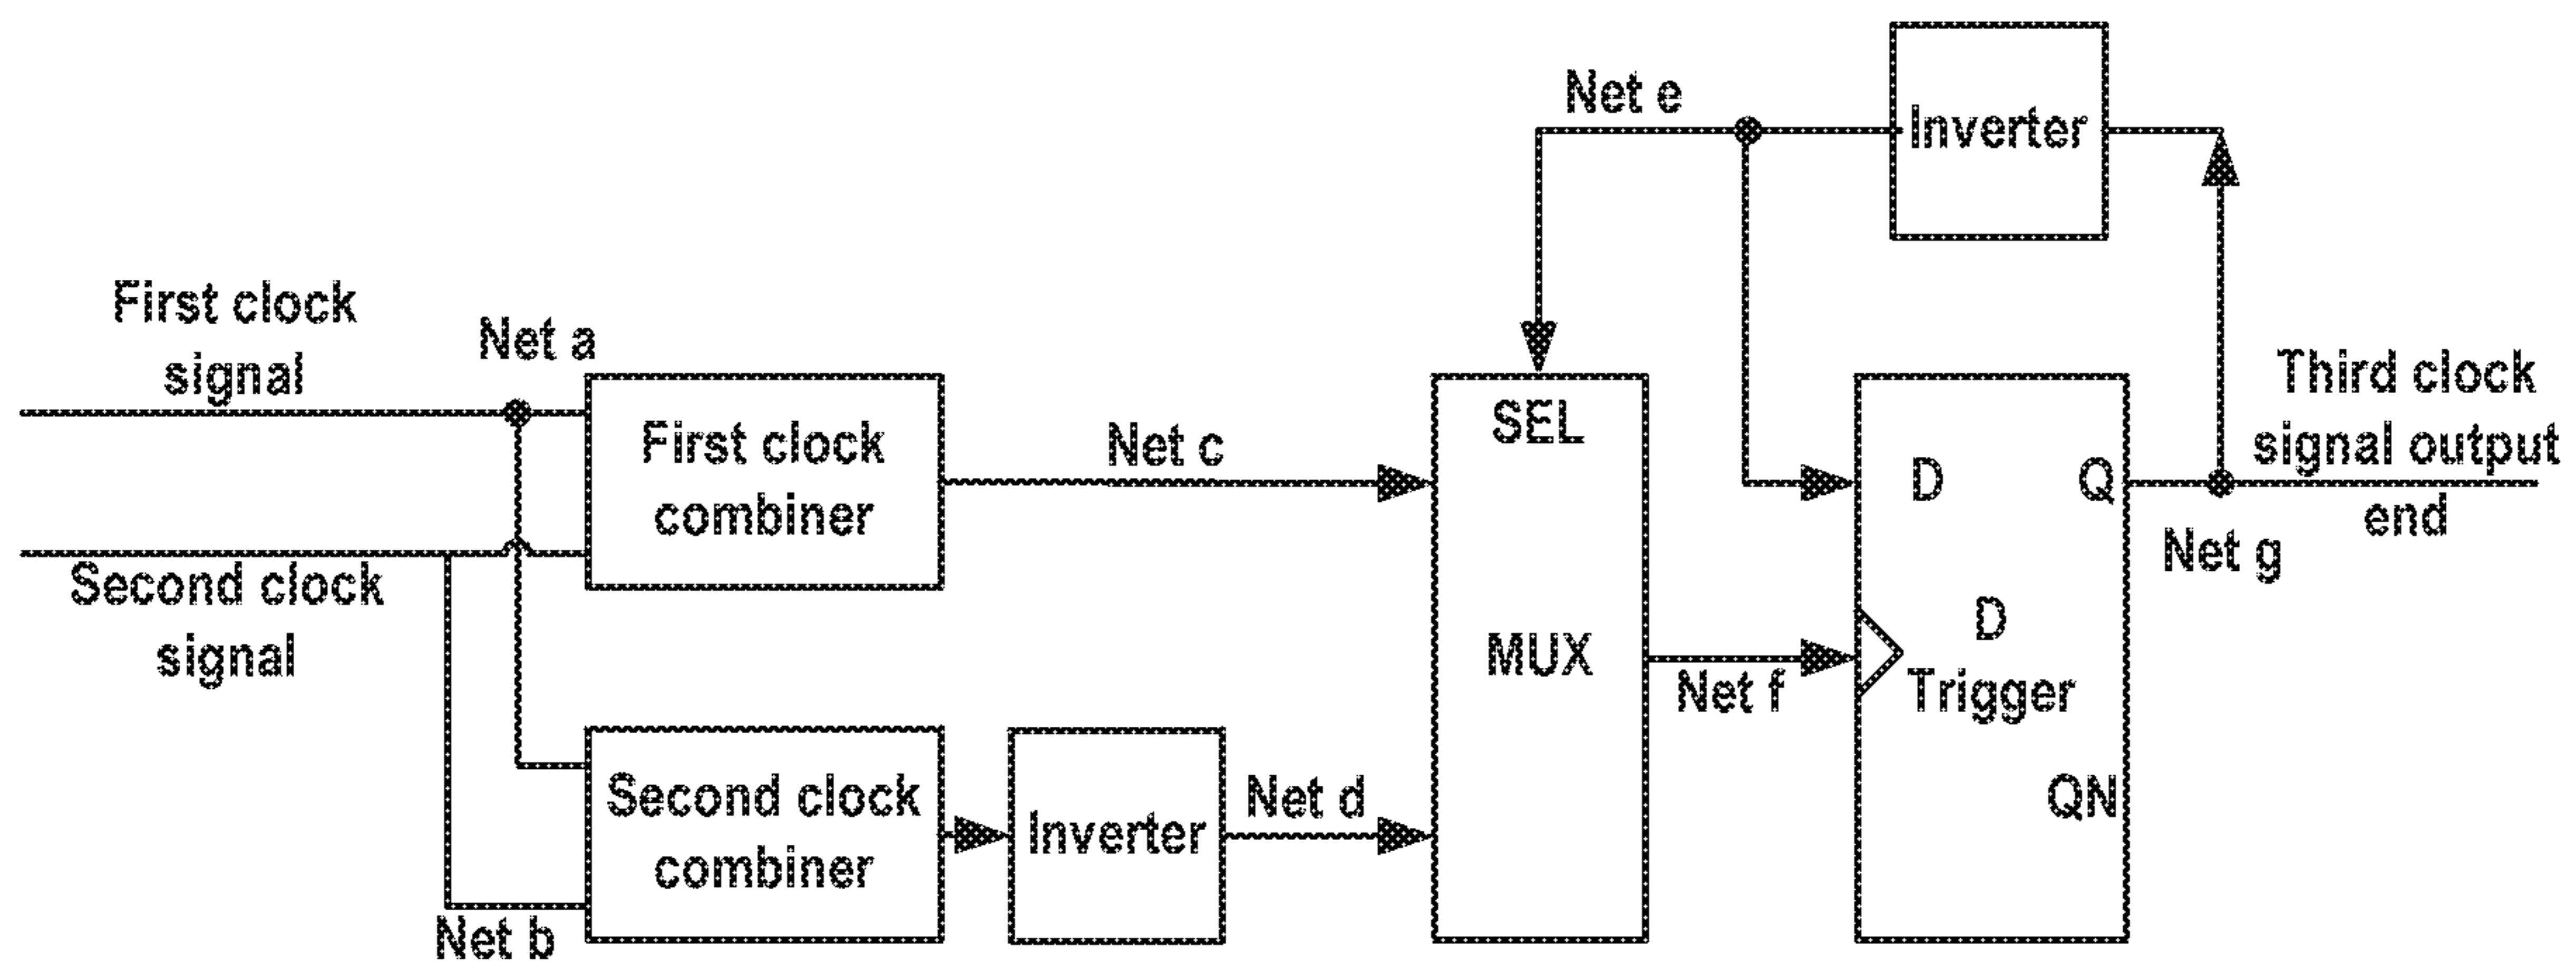 Net e
Inverter
First clock
signal
Net a
Second clock
signal
First clock
combiner
Net c
SEL
MUX
D
Q
D
Trigger
QN
Third clock
signal output
end
Net g
Net f
Second clock
combiner
Inverter
Net d
Net b